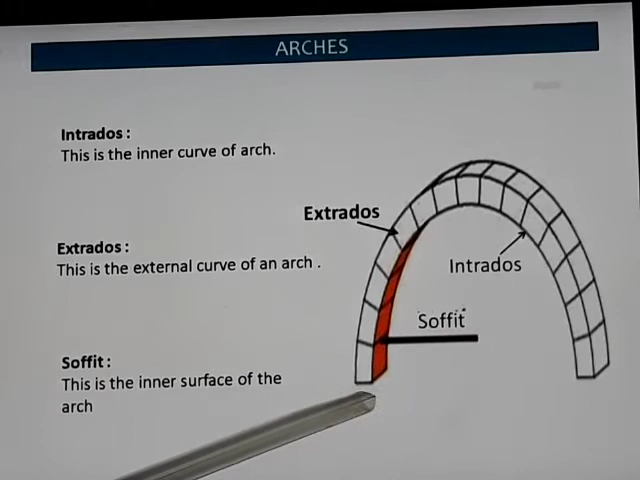 ARCHES
Intrados :
This is the inner curve of arch.
Extrados :
This is the external curve of an arch .
Soffit :
This is the inner surface of the
arch
Extrados
Intrados
Soffit